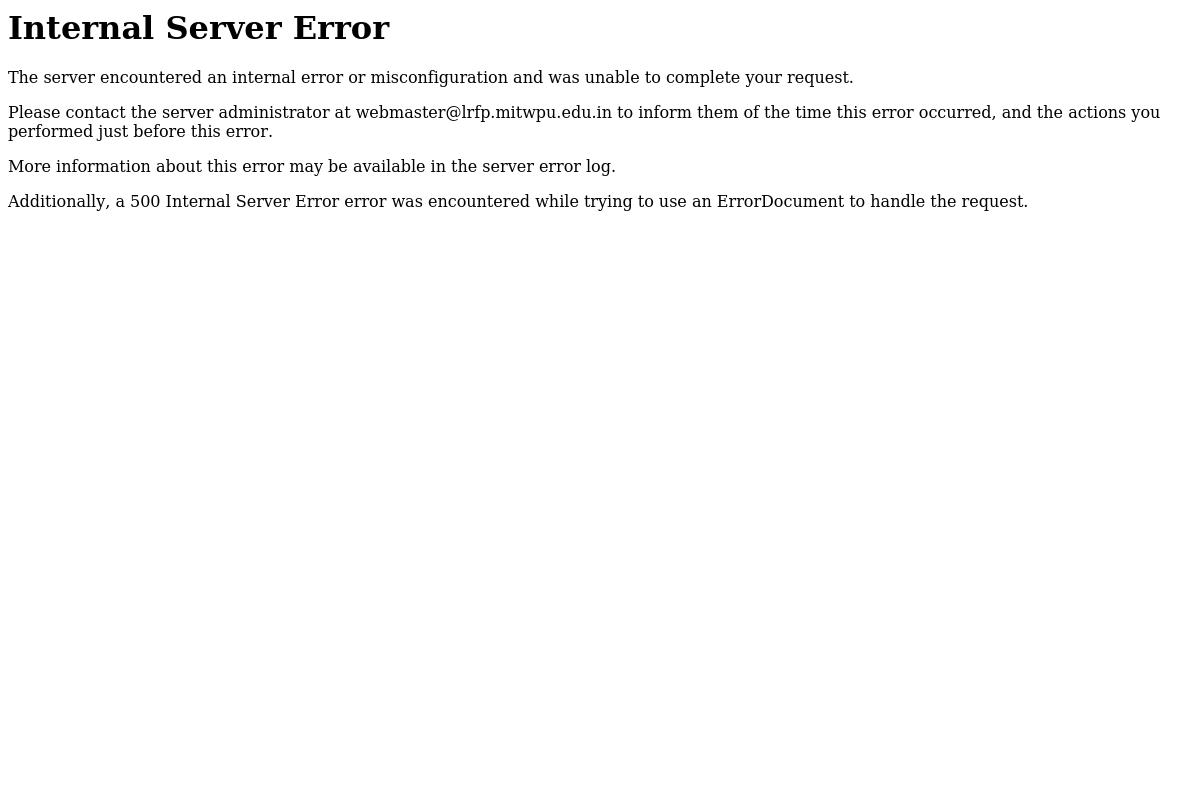 Internal Server Error
The server encountered an internal error or misconfiguration and was unable to complete your request.
Please contact the server administrator at webmaster@lrfp.mitwpu.edu.in to inform them of the time this error occurred, and the actions you
performed just before this error.
More information about this error may be available in the server error log.
Additionally, a 500 Internal Server Error error was encountered while trying to use an ErrorDocument to handle the request.